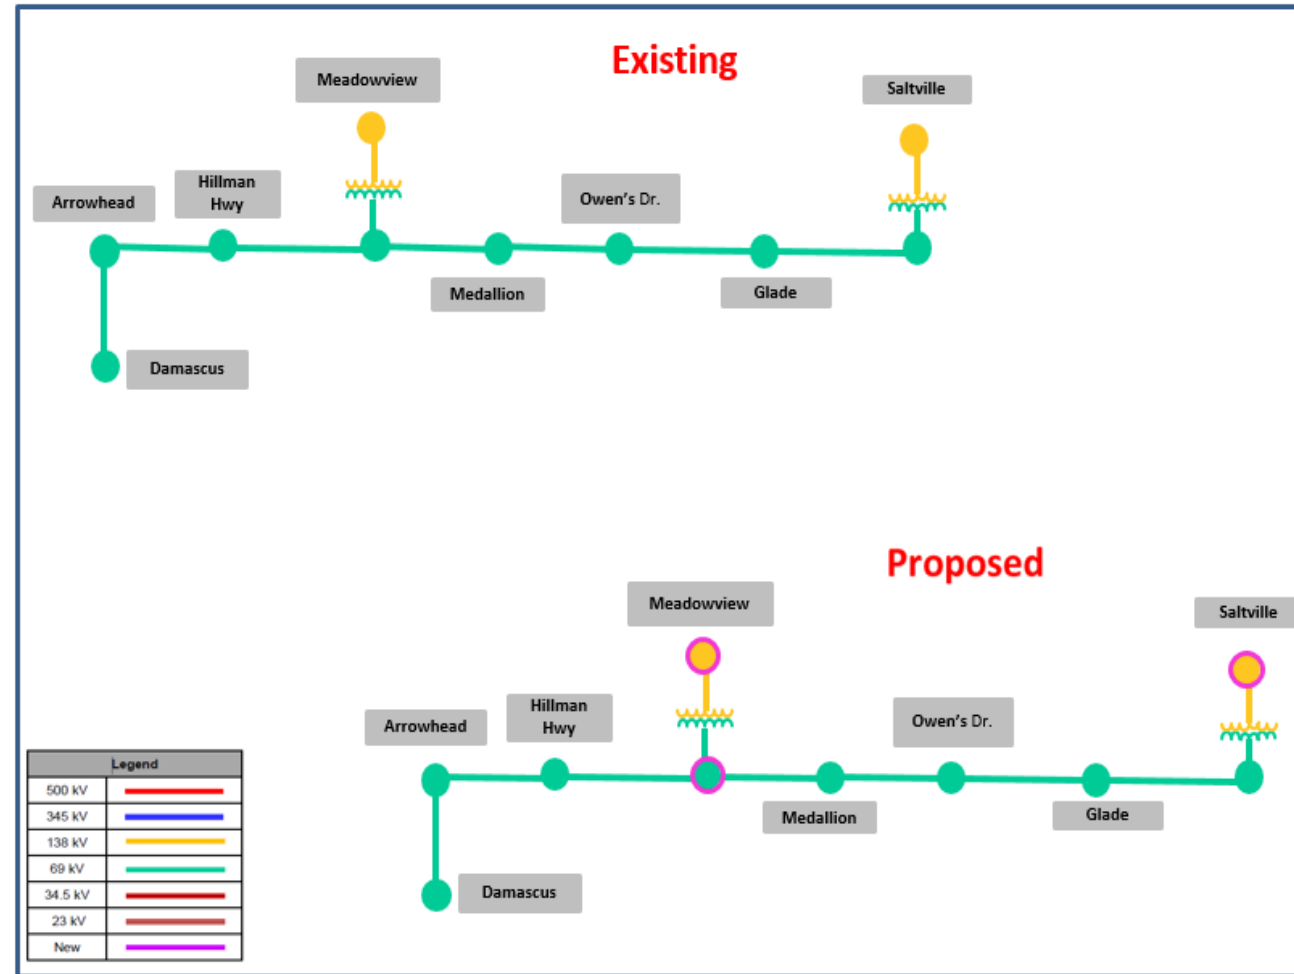 Existing
Meadowview
Saltville
Hillman
Hwy
Owen's Dr.
Arrowhead
Medallion
Glade
Damascus
Proposed
Meadowview
Saltville
Hillman
Hwy
Owen's Dr.
Arrowhead
Medallion
Glade
Damascus
Legend
500 kV
345 kV
138 kV
69 kV
34.5 kV
23 kV
New